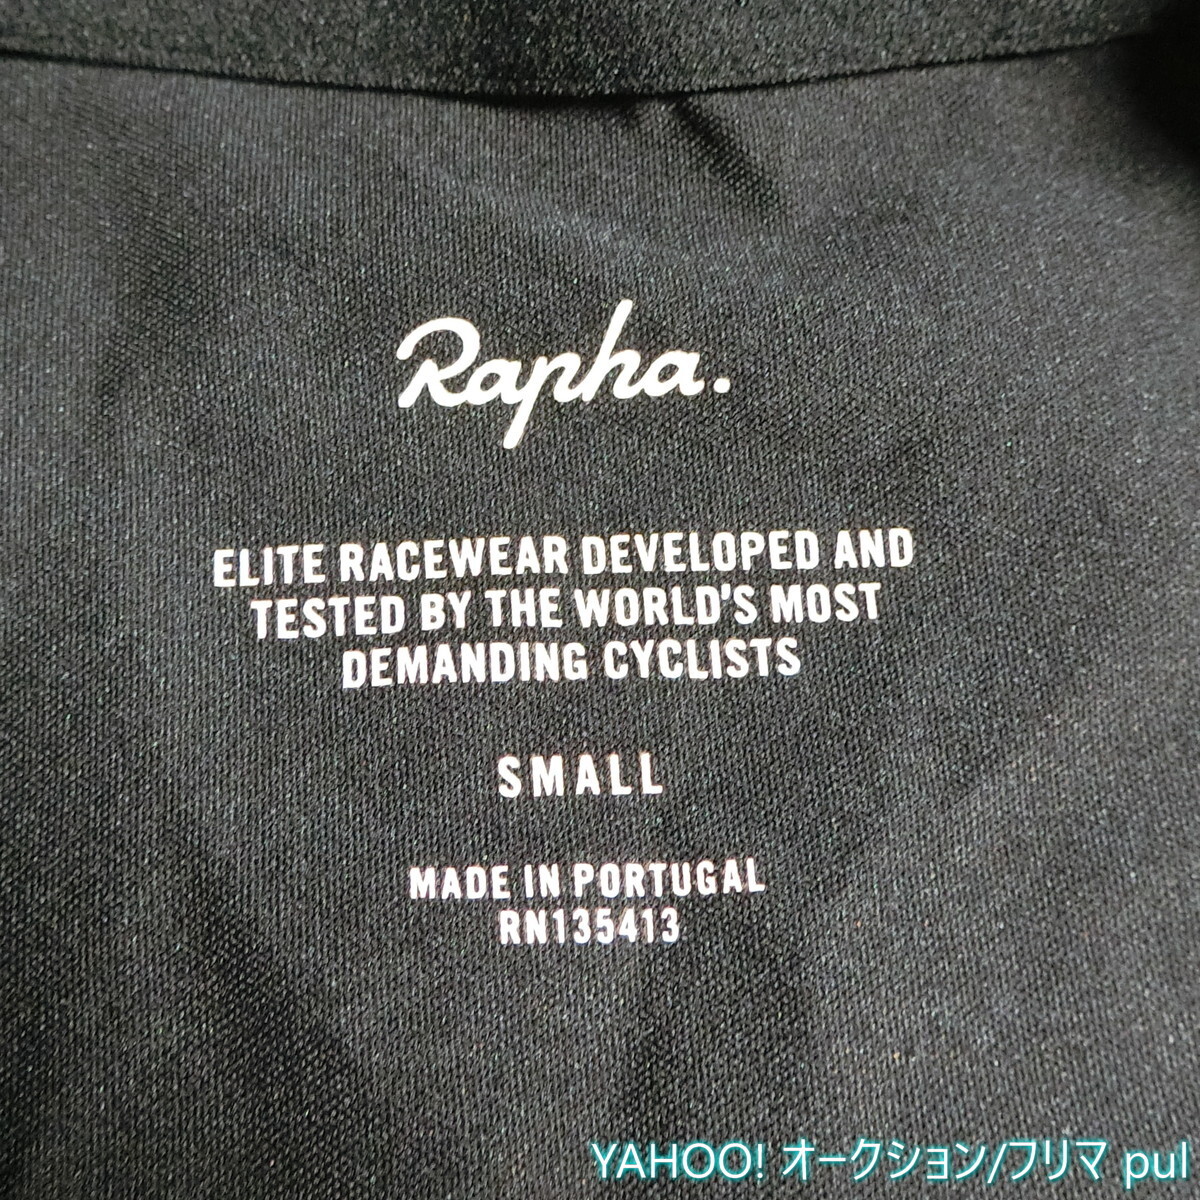 Rapha.
ELITE RACEWEAR DEVELOPED AND
TESTED BY THE WORLD'S MOST
DEMANDING CYCLISTS
SMALL
MADE IN PORTUGAL
RN135413
YAHOO! オークション/フリマ pul